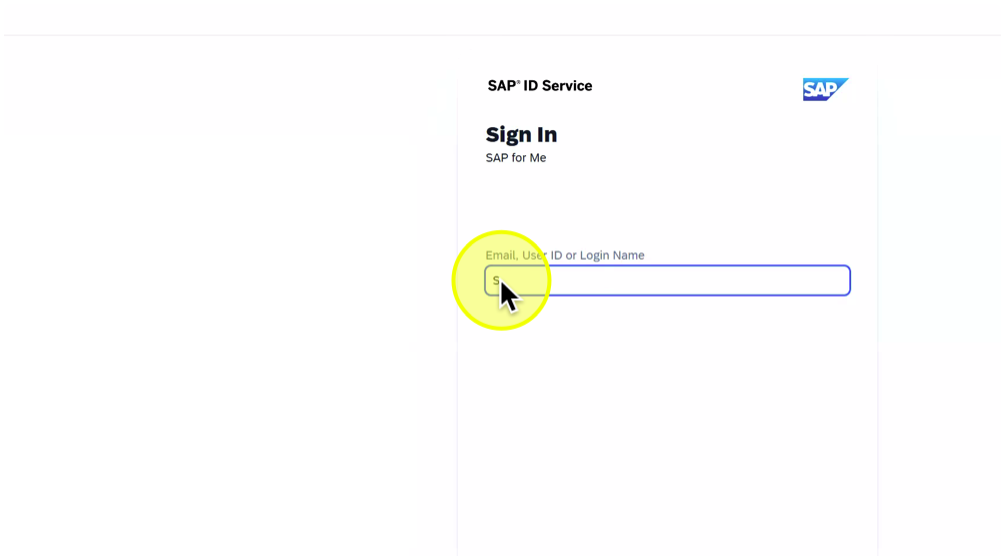 SAP® ID Service
SAP
Sign In
SAP for Me
Email, User ID or Login Name
S